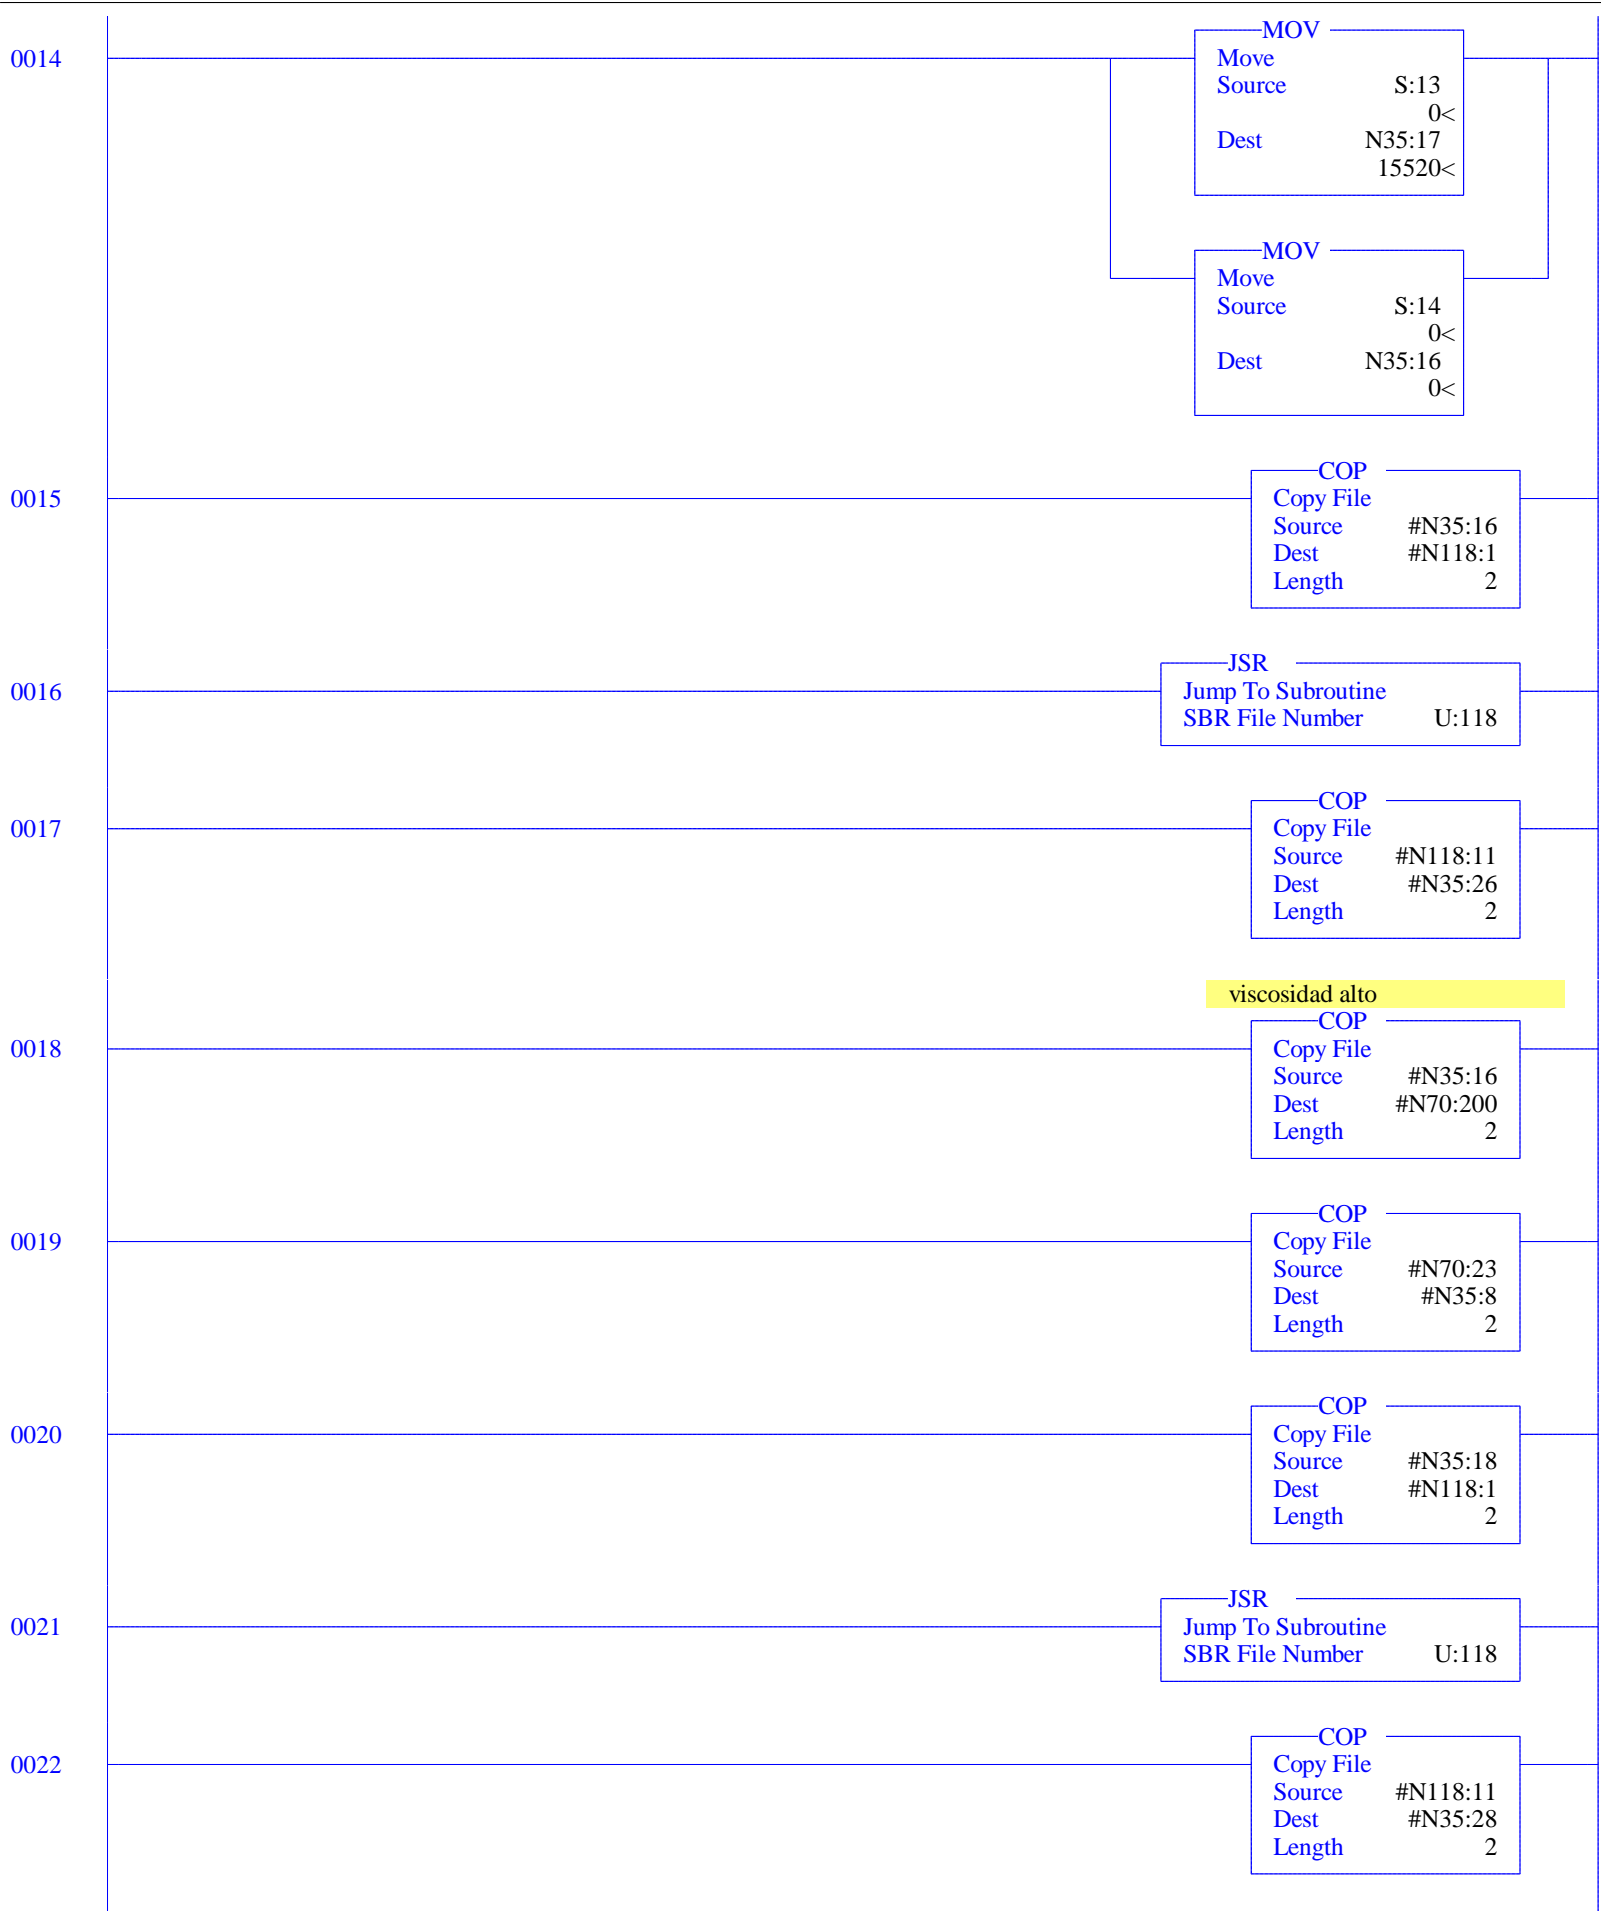 MOV
0014
Move
Source S:13
0<
Dest N35:17
15520<
MOV
Move
Source S:14
0<
Dest N35:16
0<
COP
0015
Copy File
Source #N35:16
Dest #N118:1
Length 2
JSR
0016
Jump To Subroutine
SBR File Number U:118
COP
0017
Copy File
Source #N118:11
Dest #N35:26
Length 2
viscosidad alto
COP
0018
Copy File
Source #N35:16
Dest #N70:200
Length 2
COP
0019
Copy File
Source #N70:23
Dest #N35:8
Length 2
COP
0020
Copy File
Source #N35:18
Dest #N118:1
Length 2
JSR
0021
Jump To Subroutine
SBR File Number U:118
COP
0022
Copy File
Source #N118:11
Dest #N35:28
Length 2